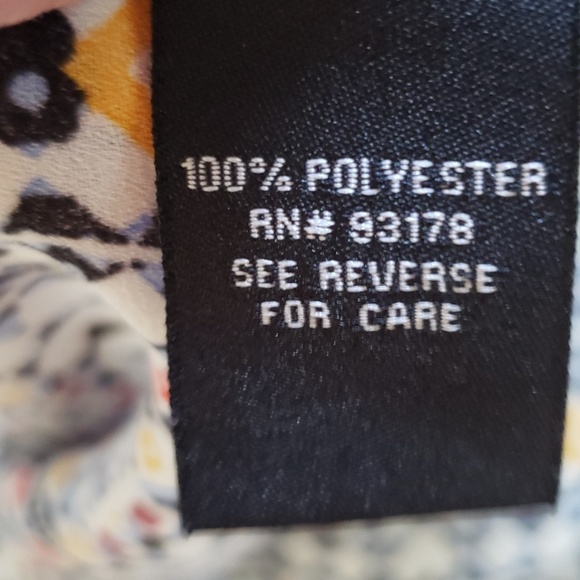 100% POLYESTER
RN# 93178
SEE REVERSE
FOR CARE